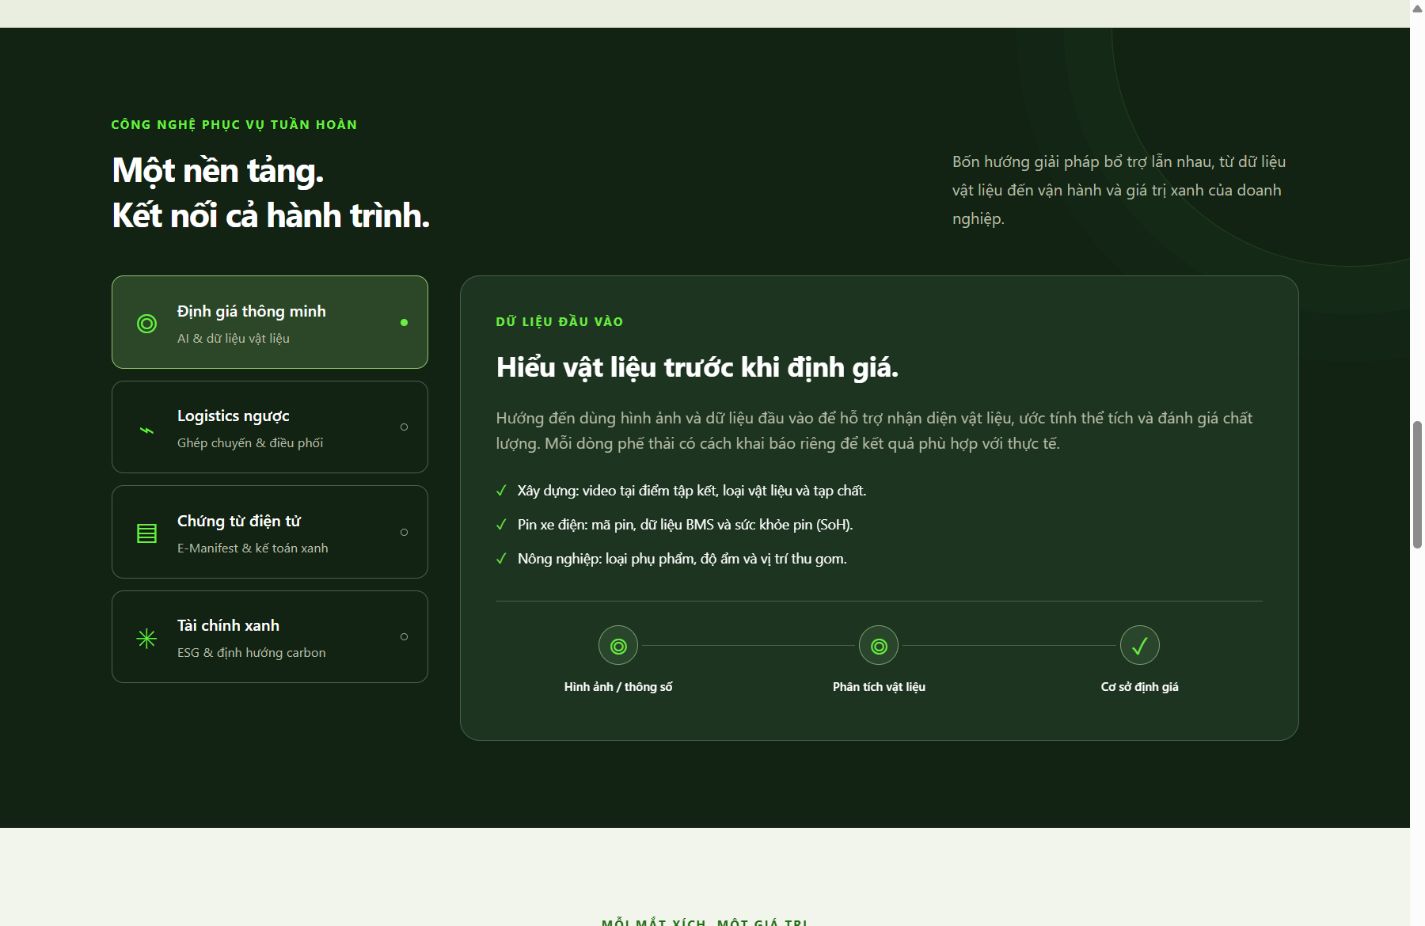 CÔNG NGHỆ PHỤC VỤ TUẦN HOÀN
Một nền tảng.
Kết nối cả hành trình.
Bốn hướng giải pháp bổ trợ lẫn nhau, từ dữ liệu
vật liệu đến vận hành và giá trị xanh của doanh
nghiệp.
Định giá thông minh
AI & dữ liệu vật liệu
Logistics ngược
Ghép chuyến & điều phối
Chứng từ điện tử
E-Manifest & kế toán xanh
Tài chính xanh
ESG & định hướng carbon
DỮ LIỆU ĐẦU VÀO
Hiểu vật liệu trước khi định giá.
Hướng đến dùng hình ảnh và dữ liệu đầu vào để hỗ trợ nhận diện vật liệu, ước tính thể tích và đánh giá chất
lượng. Mỗi dòng phế thải có cách khai báo riêng để kết quả phù hợp với thực tế.
✓ Xây dựng: video tại điểm tập kết, loại vật liệu và tạp chất.
✓ Pin xe điện: mã pin, dữ liệu BMS và sức khỏe pin (SoH).
✓ Nông nghiệp: loại phụ phẩm, độ ẩm và vị trí thu gom.
Hình ảnh / thông số
Phân tích vật liệu
Cơ sở định giá
MỖI MẮT XÍCH, MỘT GIÁ TRỊ